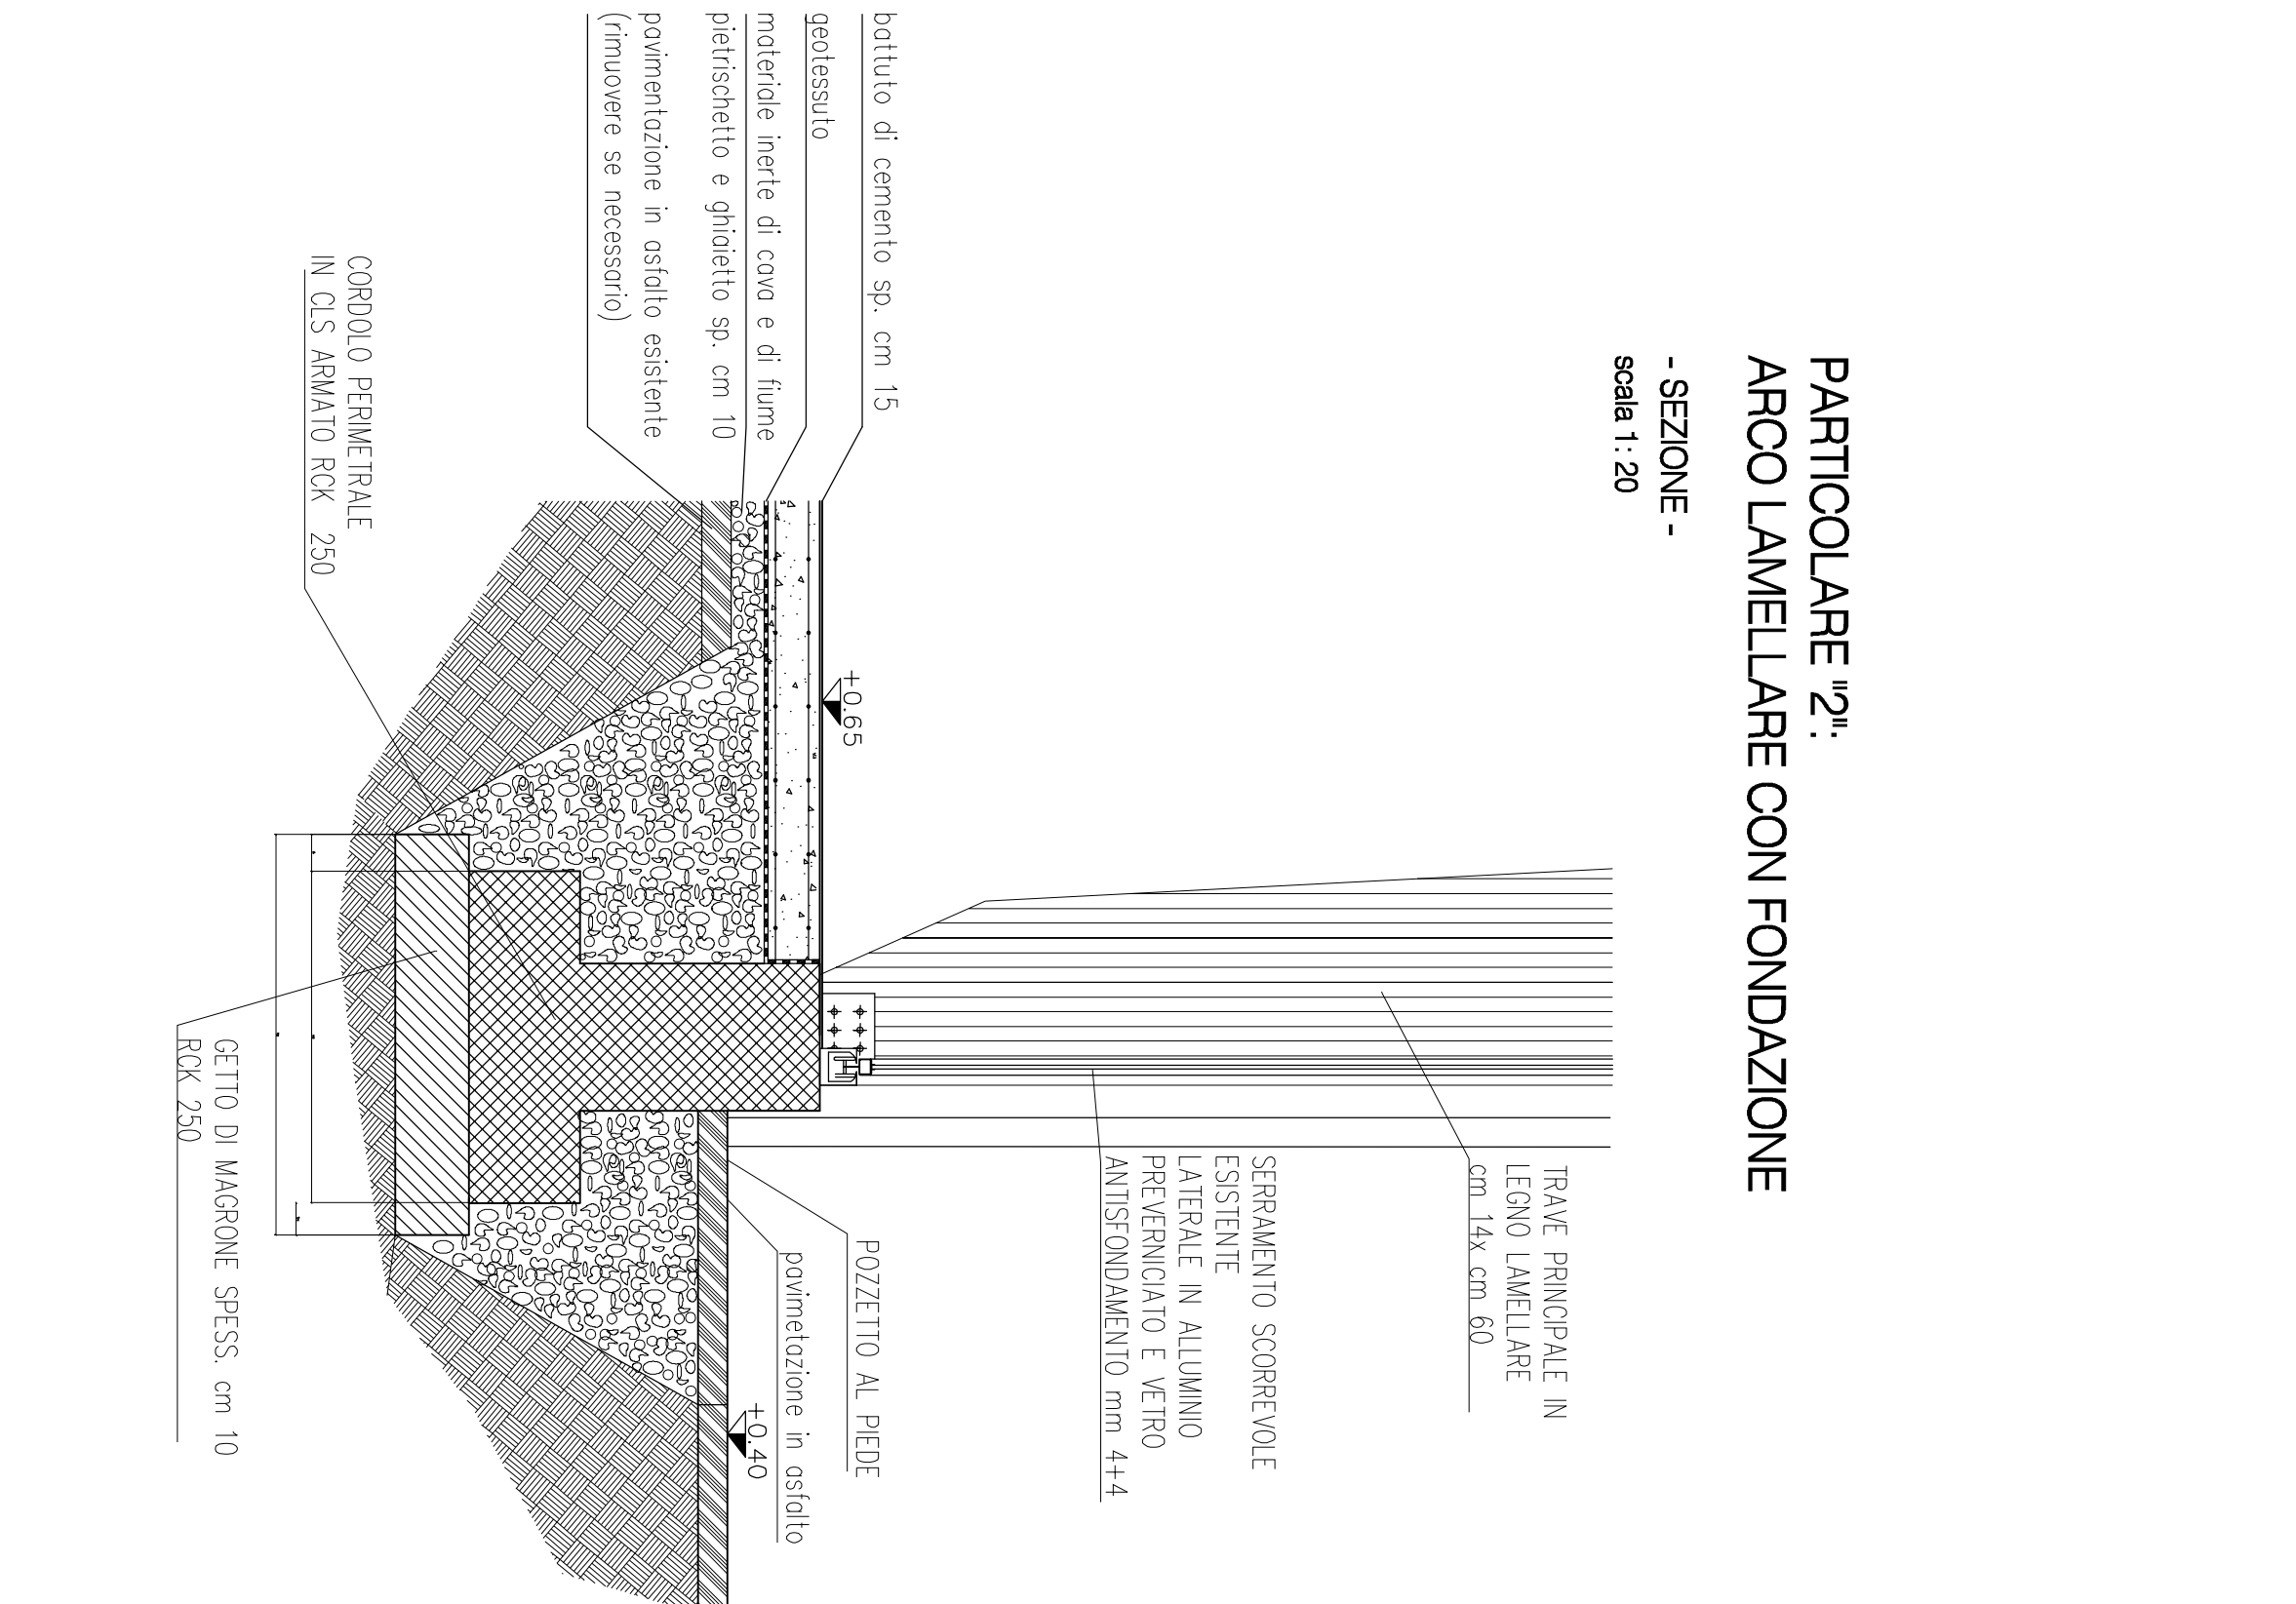 PARTICOLARE "2":
ARCO LAMELLARE CON FONDAZIONE
- SEZIONE -
scala 1: 20
TRAVE PRINCIPALE IN
LEGNO LAMELLARE
cm 14x cm 60
SERRAMENTO SCORREVOLE
ESISTENTE
LATERALE IN ALLUMINIO
PREVERNICIATO E VETRO
ANTISFONDAMENTO mm 4+4
battuto di cemento sp. cm 15
geotessuto
materiale inerte di cava e di fiume
pietrischetto e ghiaietto sp. cm 10
pavimentazione in asfalto esistente
(rimuovere se necessario)
+0.65
POZZETTO AL PIEDE
pavimetazione in asfalto
+0.40
CORDOLO PERIMETRALE
IN CLS ARMATO RCK 250
GETTO DI MAGRONE SPESS. cm 10
RCK 250